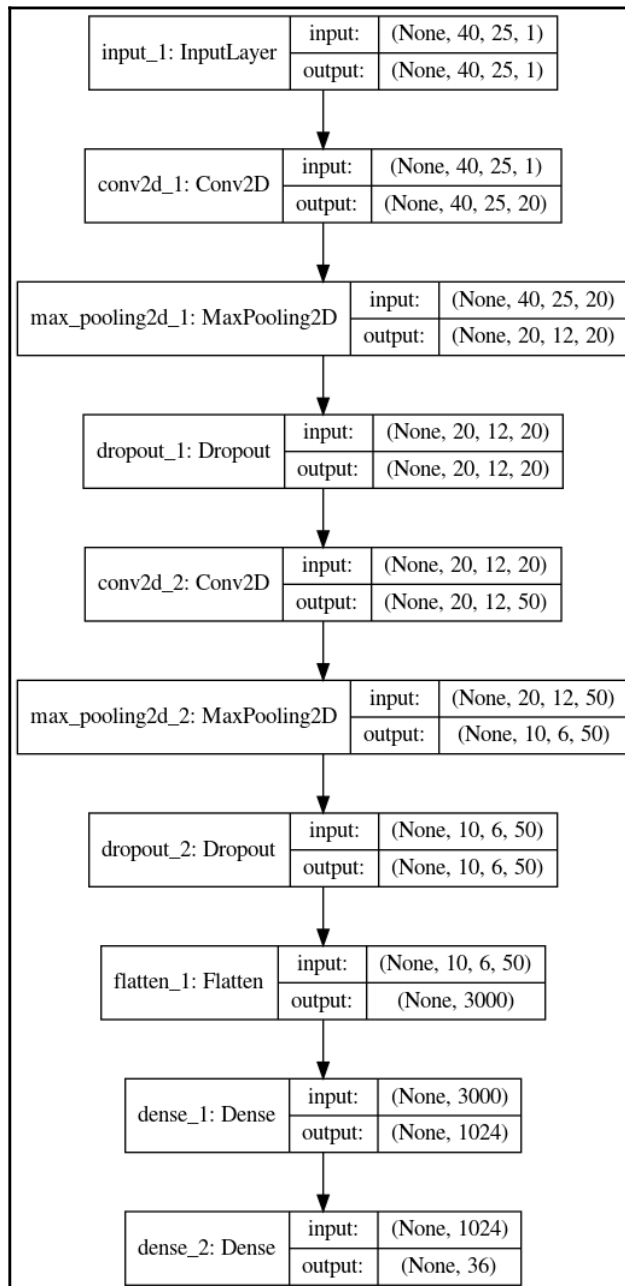 input_1: InputLayer
input: (None, 40, 25, 1)
output: (None, 40, 25, 1)
conv2d_1: Conv2D
input: (None, 40, 25, 1)
output: (None, 40, 25, 20)
max_pooling2d_1: MaxPooling2D
input: (None, 40, 25, 20)
output: (None, 20, 12, 20)
dropout_1: Dropout
input: (None, 20, 12, 20)
output: (None, 20, 12, 20)
conv2d_2: Conv2D
input: (None, 20, 12, 20)
output: (None, 20, 12, 50)
max_pooling2d_2: MaxPooling2D
input: (None, 20, 12, 50)
output: (None, 10, 6, 50)
dropout_2: Dropout
input: (None, 10, 6, 50)
output: (None, 10, 6, 50)
flatten_1: Flatten
input: (None, 10, 6, 50)
output: (None, 3000)
dense_1: Dense
input: (None, 3000)
output: (None, 1024)
dense_2: Dense
input: (None, 1024)
output: (None, 36)